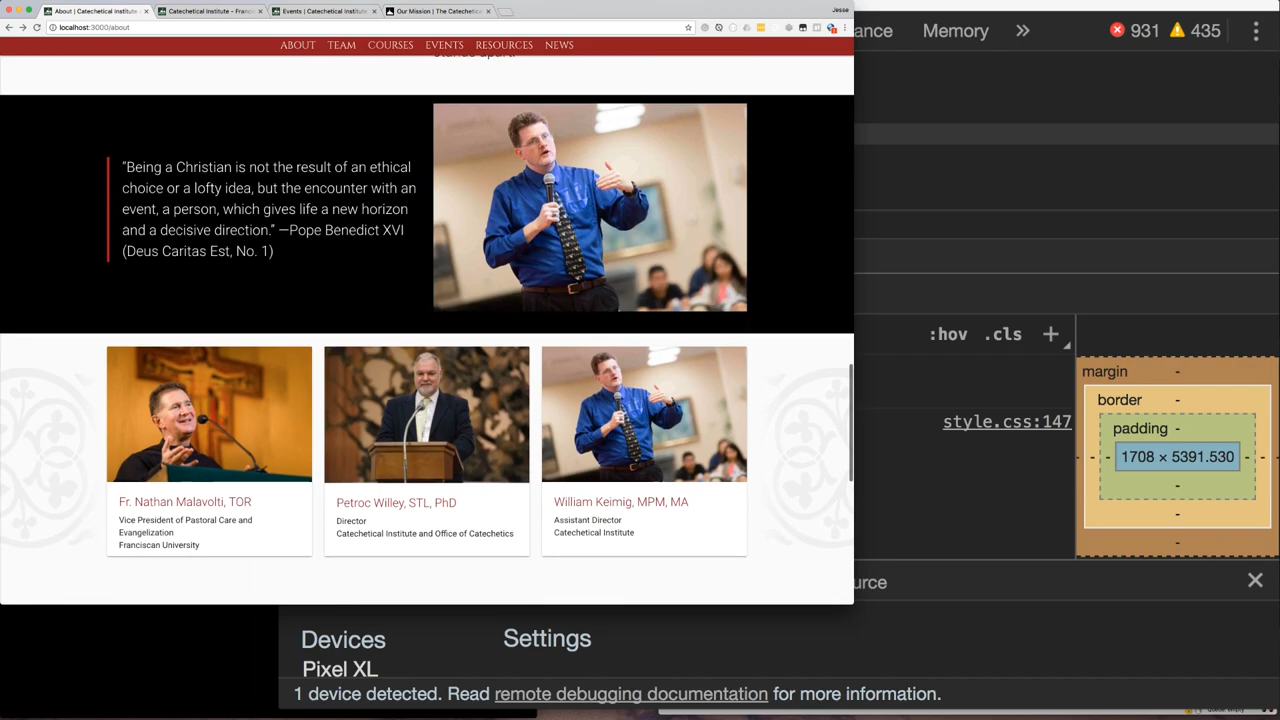 About | Catechetical Institute
Catechetical Institute – Franci
Events | Catechetical Institute
Our Mission | The Catechetic
Jesse
localhost:3000/about
ABOUT TEAM COURSES EVENTS RESOURCES NEWS
“Being a Christian is not the result of an ethical
choice or a lofty idea, but the encounter with an
event, a person, which gives life a new horizon
and a decisive direction.” —Pope Benedict XVI
(Deus Caritas Est, No. 1)
Fr. Nathan Malavolti, TOR
Vice President of Pastoral Care and
Evangelization
Franciscan University
Petroc Willey, STL, PhD
Director
Catechetical Institute and Office of Catechetics
William Keimig, MPM, MA
Assistant Director
Catechetical Institute
ance Memory » 931 435
:hov .cls +
style.css:147
margin -
border -
padding -
- - - 1708 × 5391.530 - - -
-
-
-
urce
Devices
Settings
Pixel XL
1 device detected. Read remote debugging documentation for more information.